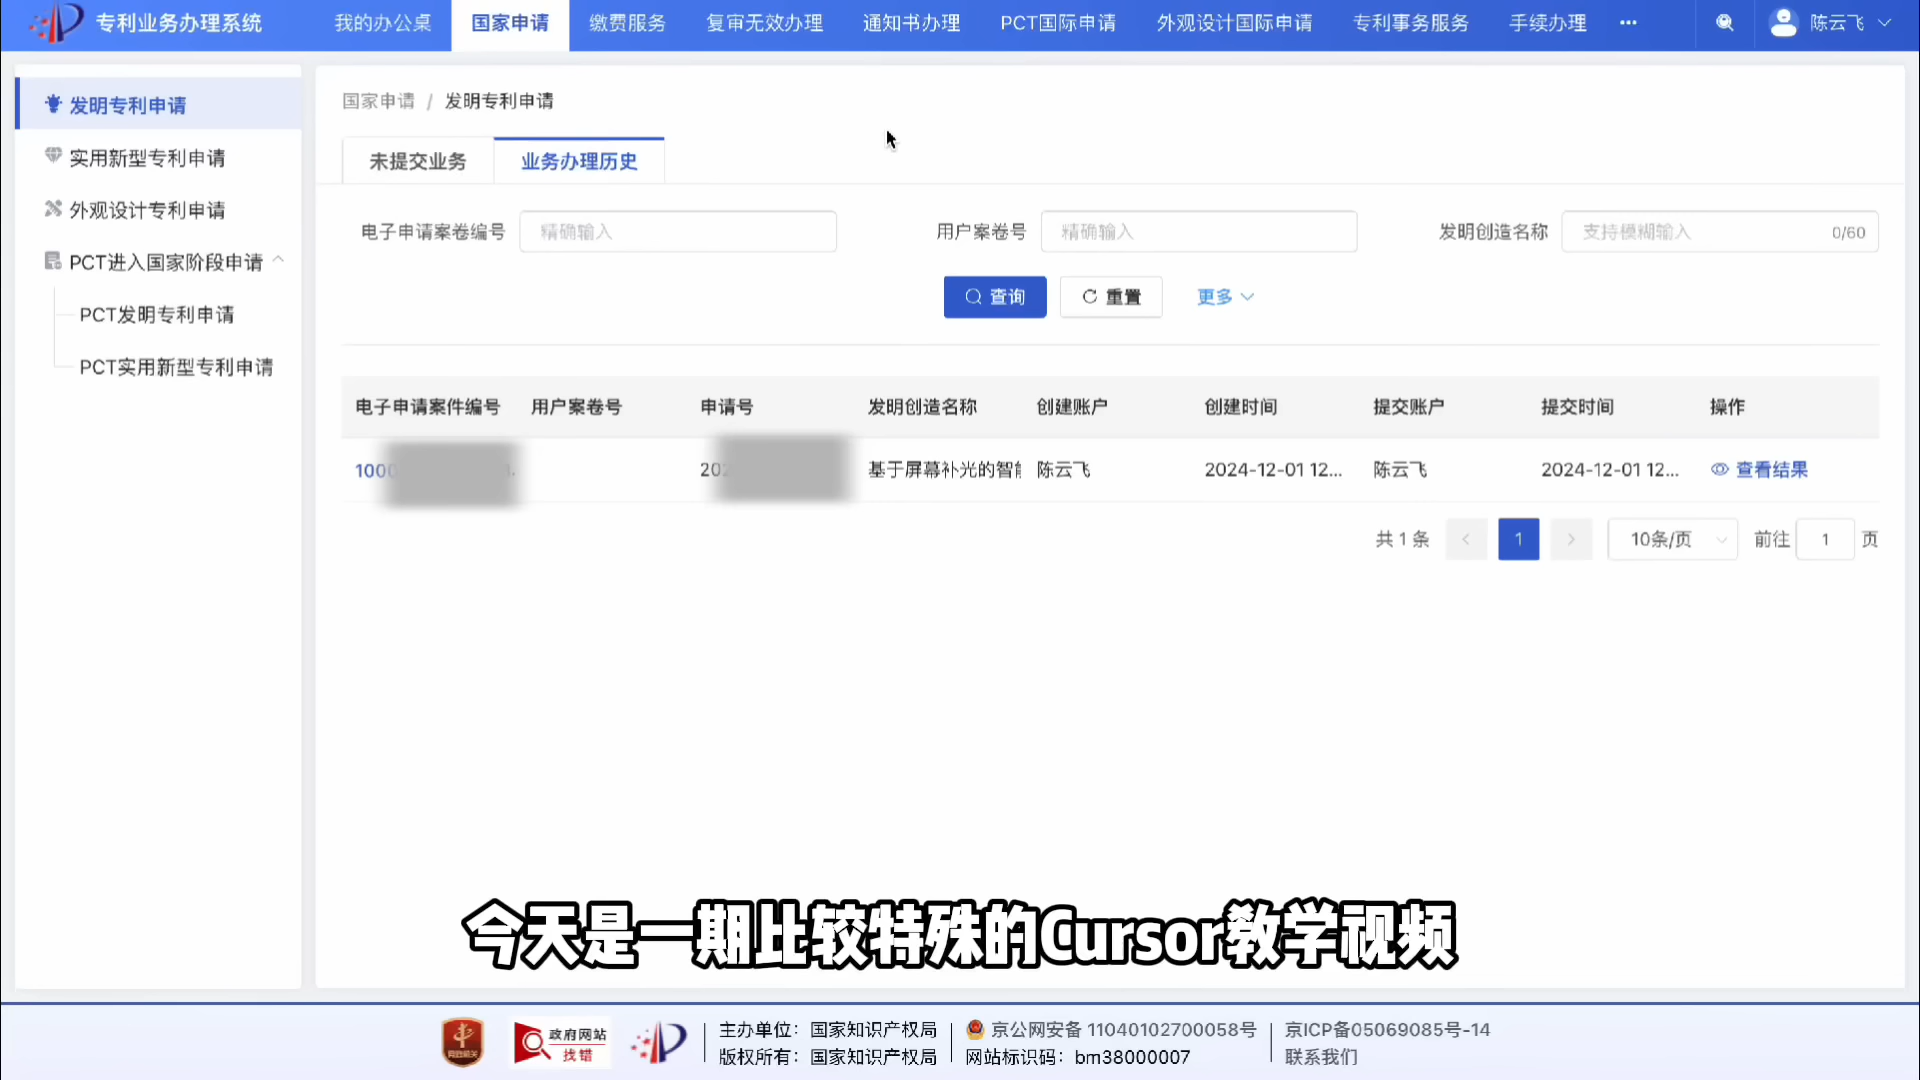 专利业务办理系统 我的办公桌 国家申请 缴费服务 复审无效办理 通知书办理 PCT国际申请 外观设计国际申请 专利事务服务 手续办理 ··· 陈云飞
发明专利申请
实用新型专利申请
外观设计专利申请
PCT进入国家阶段申请
PCT发明专利申请
PCT实用新型专利申请
国家申请 / 发明专利申请
未提交业务 业务办理历史
电子申请案卷编号 精确输入 用户案卷号 精确输入 发明创造名称 支持模糊输入 0/60
查询 重置 更多
电子申请案件编号 用户案卷号 申请号 发明创造名称 创建账户 创建时间 提交账户 提交时间 操作
100 202 基于屏幕补光的智 陈云飞 2024-12-01 12... 陈云飞 2024-12-01 12... 查看结果
共 1 条 1 10条/页 前往 1 页
今天是一期比较特殊的Cursor教学视频
政府网站
找错
主办单位：国家知识产权局
版权所有：国家知识产权局
京公网安备 11040102700058号
网站标识码：bm38000007
京ICP备05069085号-14
联系我们